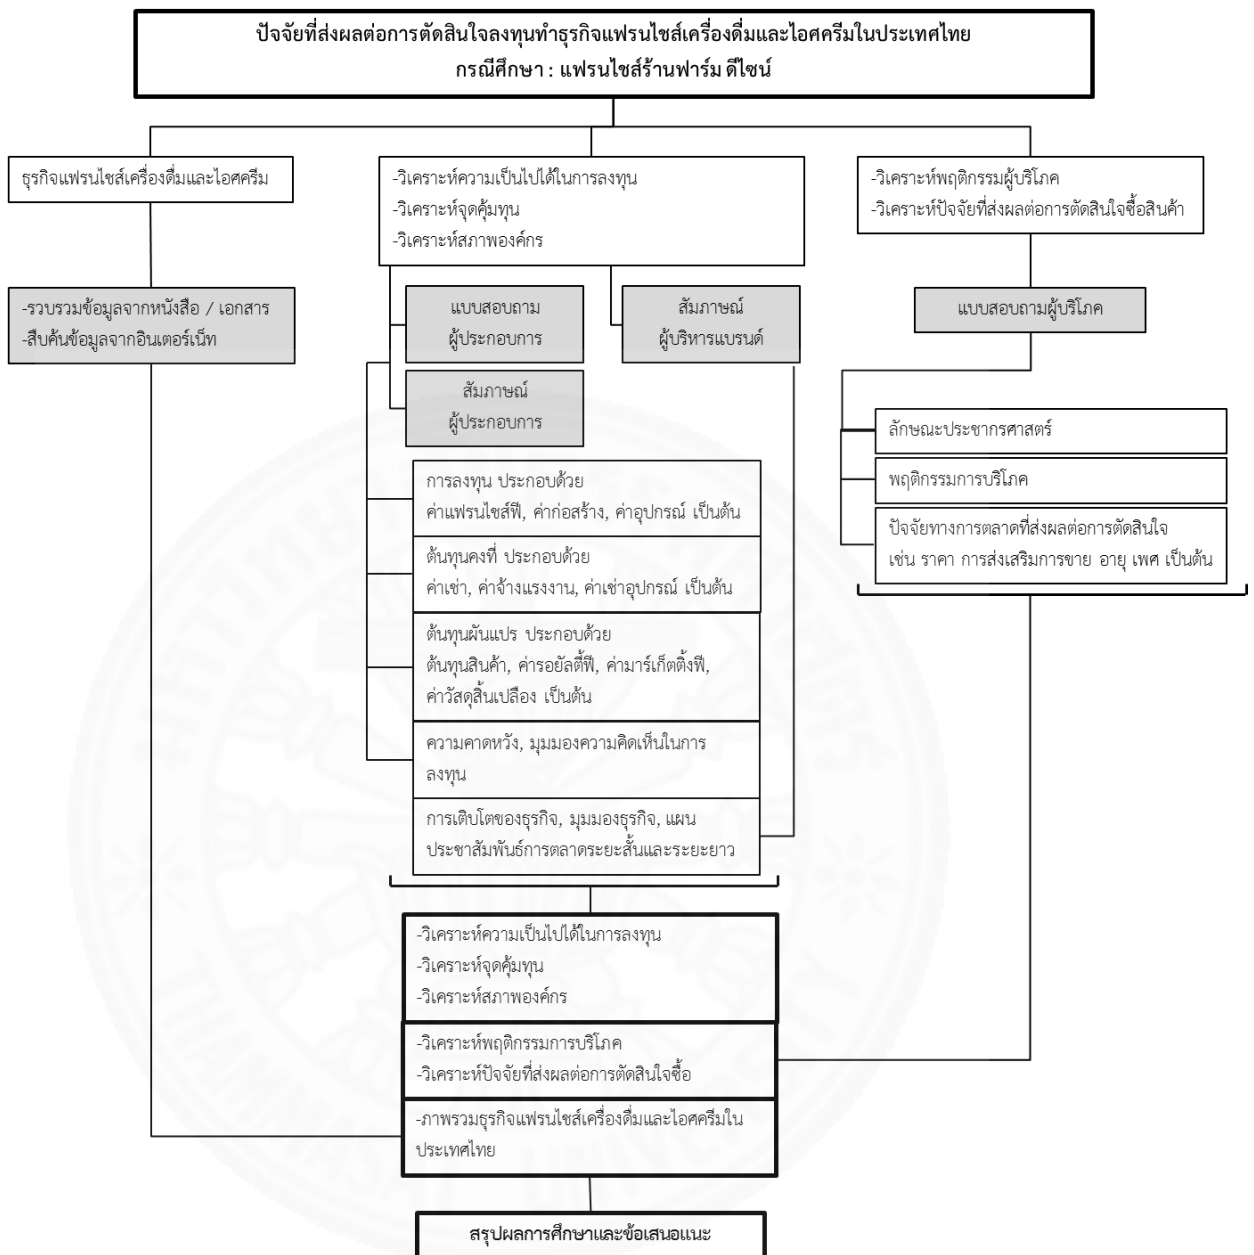 ปัจจัยที่ส่งผลต่อการตัดสินใจลงทุนทำธุรกิจแฟรนไชส์เครื่องดื่มและไอศครีมในประเทศไทย
กรณีศึกษา : แฟรนไชส์ร้านฟาร์ม ดีไซน์
ธุรกิจแฟรนไชส์เครื่องดื่มและไอศครีม
-รวบรวมข้อมูลจากหนังสือ / เอกสาร
-สืบค้นข้อมูลจากอินเตอร์เน็ท
-วิเคราะห์ความเป็นไปได้ในการลงทุน
-วิเคราะห์จุดคุ้มทุน
-วิเคราะห์สภาพองค์กร
แบบสอบถาม
ผู้ประกอบการ
สัมภาษณ์
ผู้บริหารแบรนด์
สัมภาษณ์
ผู้ประกอบการ
การลงทุน ประกอบด้วย
ค่าแฟรนไชส์ฟี, ค่าก่อสร้าง, ค่าอุปกรณ์ เป็นต้น
ต้นทุนคงที่ ประกอบด้วย
ค่าเช่า, ค่าจ้างแรงงาน, ค่าเช่าอุปกรณ์ เป็นต้น
ต้นทุนผันแปร ประกอบด้วย
ต้นทุนสินค้า, ค่ารอยัลตี้ฟี, ค่ามาร์เก็ตติ้งฟี,
ค่าวัสดุสิ้นเปลือง เป็นต้น
ความคาดหวัง, มุมมองความคิดเห็นในการ
ลงทุน
การเติบโตของธุรกิจ, มุมมองธุรกิจ, แผน
ประชาสัมพันธ์การตลาดระยะสั้นและระยะยาว
-วิเคราะห์พฤติกรรมผู้บริโภค
-วิเคราะห์ปัจจัยที่ส่งผลต่อการตัดสินใจซื้อสินค้า
แบบสอบถามผู้บริโภค
ลักษณะประชากรศาสตร์
พฤติกรรมการบริโภค
ปัจจัยทางการตลาดที่ส่งผลต่อการตัดสินใจ
เช่น ราคา การส่งเสริมการขาย อายุ เพศ เป็นต้น
-วิเคราะห์ความเป็นไปได้ในการลงทุน
-วิเคราะห์จุดคุ้มทุน
-วิเคราะห์สภาพองค์กร
-วิเคราะห์พฤติกรรมการบริโภค
-วิเคราะห์ปัจจัยที่ส่งผลต่อการตัดสินใจซื้อ
-ภาพรวมธุรกิจแฟรนไชส์เครื่องดื่มและไอศครีมใน
ประเทศไทย
สรุปผลการศึกษาและข้อเสนอแนะ
THAMMASAT UNIVERSITY